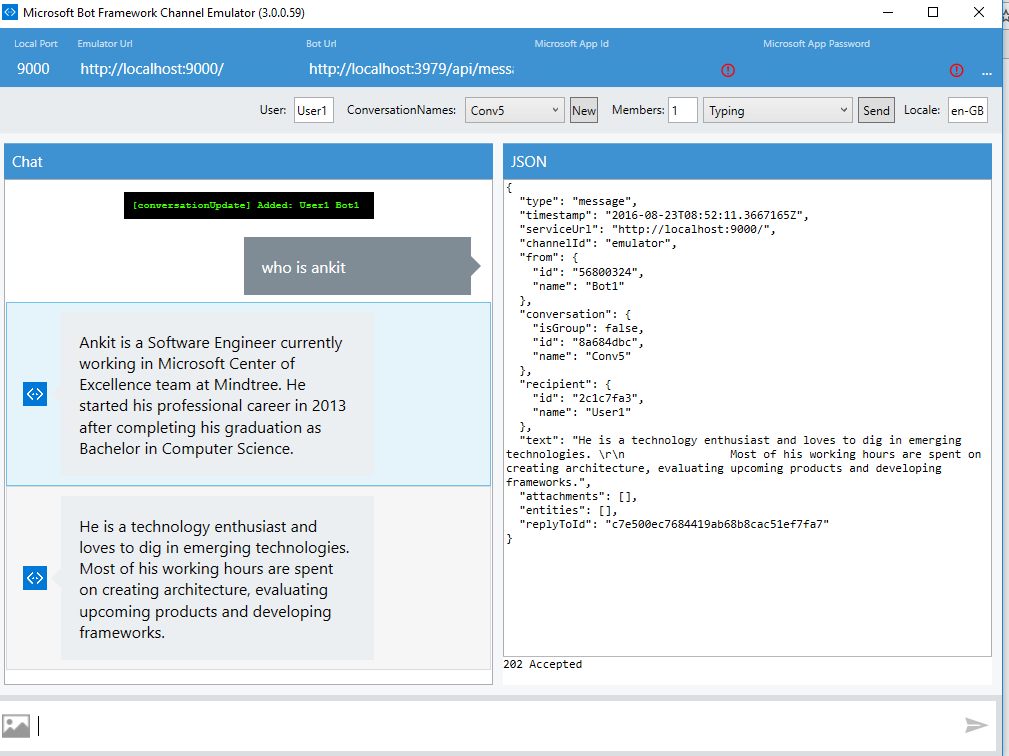 Microsoft Bot Framework Channel Emulator (3.0.0.59)
Local Port Emulator Url Bot Url Microsoft App Id Microsoft App Password
9000 http://localhost:9000/ http://localhost:3979/api/mess
...
User: User1 ConversationNames: Conv5 New Members: 1 Typing Send Locale: en-GB
Chat
[conversationUpdate] Added: User1 Bot1
who is ankit
Ankit is a Software Engineer currently
working in Microsoft Center of
Excellence team at Mindtree. He
started his professional career in 2013
after completing his graduation as
Bachelor in Computer Science.
He is a technology enthusiast and
loves to dig in emerging technologies.
Most of his working hours are spent
on creating architecture, evaluating
upcoming products and developing
frameworks.
JSON
{
"type": "message",
"timestamp": "2016-08-23T08:52:11.3667165Z",
"serviceUrl": "http://localhost:9000/",
"channelId": "emulator",
"from": {
"id": "56800324",
"name": "Bot1"
},
"conversation": {
"isGroup": false,
"id": "8a684dbc",
"name": "Conv5"
},
"recipient": {
"id": "2c1c7fa3",
"name": "User1"
},
"text": "He is a technology enthusiast and loves to dig in emerging
technologies. \r\n Most of his working hours are spent on
creating architecture, evaluating upcoming products and developing
frameworks.",
"attachments": [],
"entities": [],
"replyToId": "c7e500ec7684419ab68b8cac51ef7fa7"
}
202 Accepted